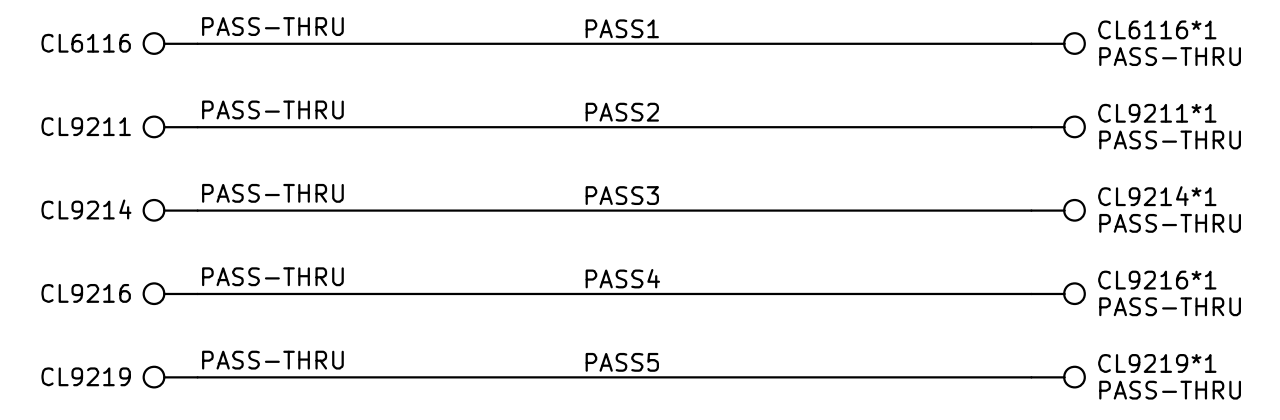 PASS-THRU PASS1 CL6116*1
CL6116 PASS-THRU
PASS-THRU PASS2 CL9211*1
CL9211 PASS-THRU
PASS-THRU PASS3 CL9214*1
CL9214 PASS-THRU
PASS-THRU PASS4 CL9216*1
CL9216 PASS-THRU
PASS-THRU PASS5 CL9219*1
CL9219 PASS-THRU